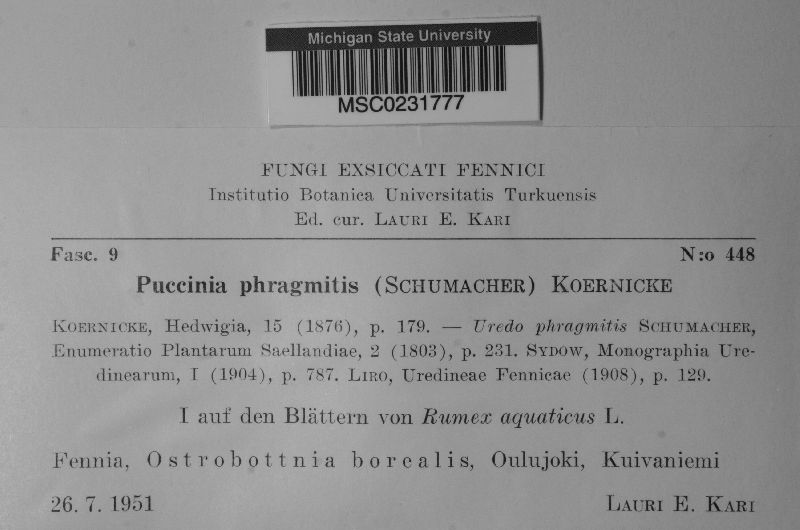 Michigan State University
MSC0231777
FUNGI EXSICCATI FENNICI
Institutio Botanica Universitatis Turkuensis
Ed. cur. LAURI E. KARI
Fasc. 9 N:o 448
Puccinia phragmitis (SCHUMACHER) KOERNICKE
KOERNICKE, Hedwigia, 15 (1876), p. 179. — Uredo phragmitis SCHUMACHER,
Enumeratio Plantarum Saellandiae, 2 (1803), p. 231. SYDOW, Monographia Ure-
dinearum, I (1904), p. 787. LIRO, Uredineae Fennicae (1908), p. 129.
I auf den Blättern von Rumex aquaticus L.
Fennia, Ostrobottnia borealis, Oulujoki, Kuivaniemi
26. 7. 1951 LAURI E. KARI